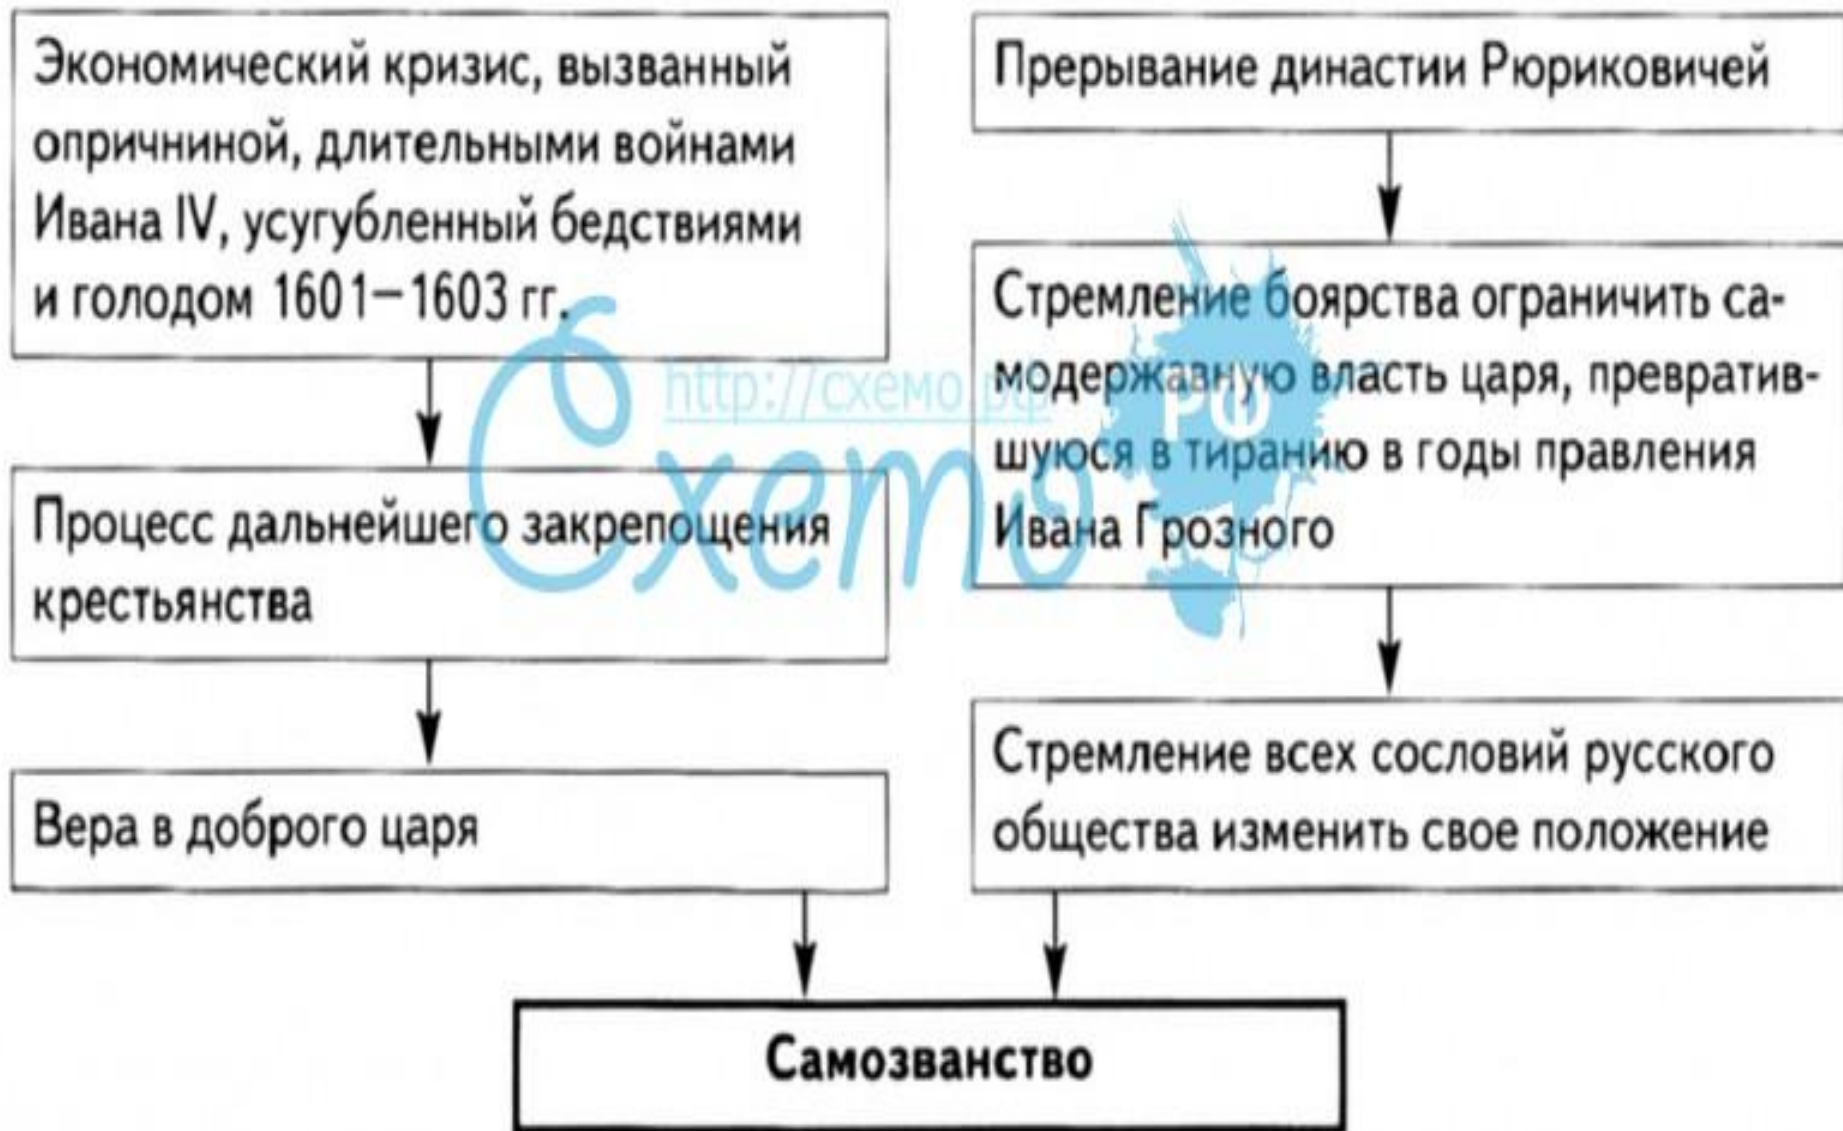 Экономический кризис, вызванный
опричниной, длительными войнами
Ивана IV, усугубленный бедствиями
и голодом 1601—1603 гг.
Процесс дальнейшего закрепощения
крестьянства
Вера в доброго царя
Прерывание династии Рюриковичей
Стремление боярства ограничить са-
модержавную власть царя, превратив-
шуюся в тиранию в годы правления
Ивана Грозного
Стремление всех сословий русского
общества изменить свое положение
Самозванство
http://схемо.рф
Схемо
РФ